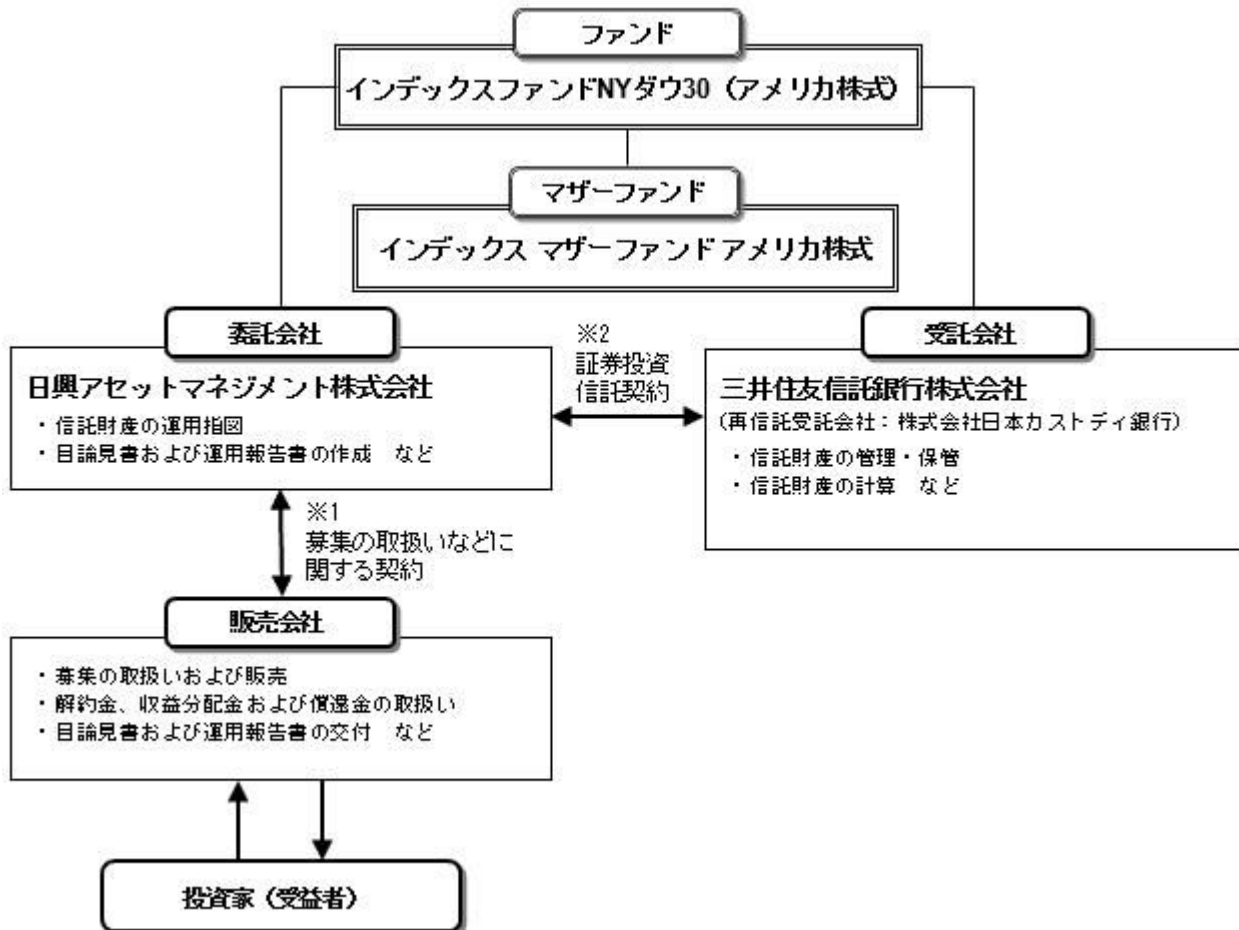 ファンド
インデックスファンドNYダウ30（アメリカ株式）
マザーファンド
インデックス マザーファンド アメリカ株式
委託会社
日興アセットマネジメント株式会社
・信託財産の運用指図
・目論見書および運用報告書の作成　など
※2
証券投資
信託契約
受託会社
三井住友信託銀行株式会社
（再信託受託会社：株式会社日本カストディ銀行）
・信託財産の管理・保管
・信託財産の計算　など
※1
募集の取扱いなどに
関する契約
販売会社
・募集の取扱いおよび販売
・解約金、収益分配金および償還金の取扱い
・目論見書および運用報告書の交付　など
投資家（受益者）